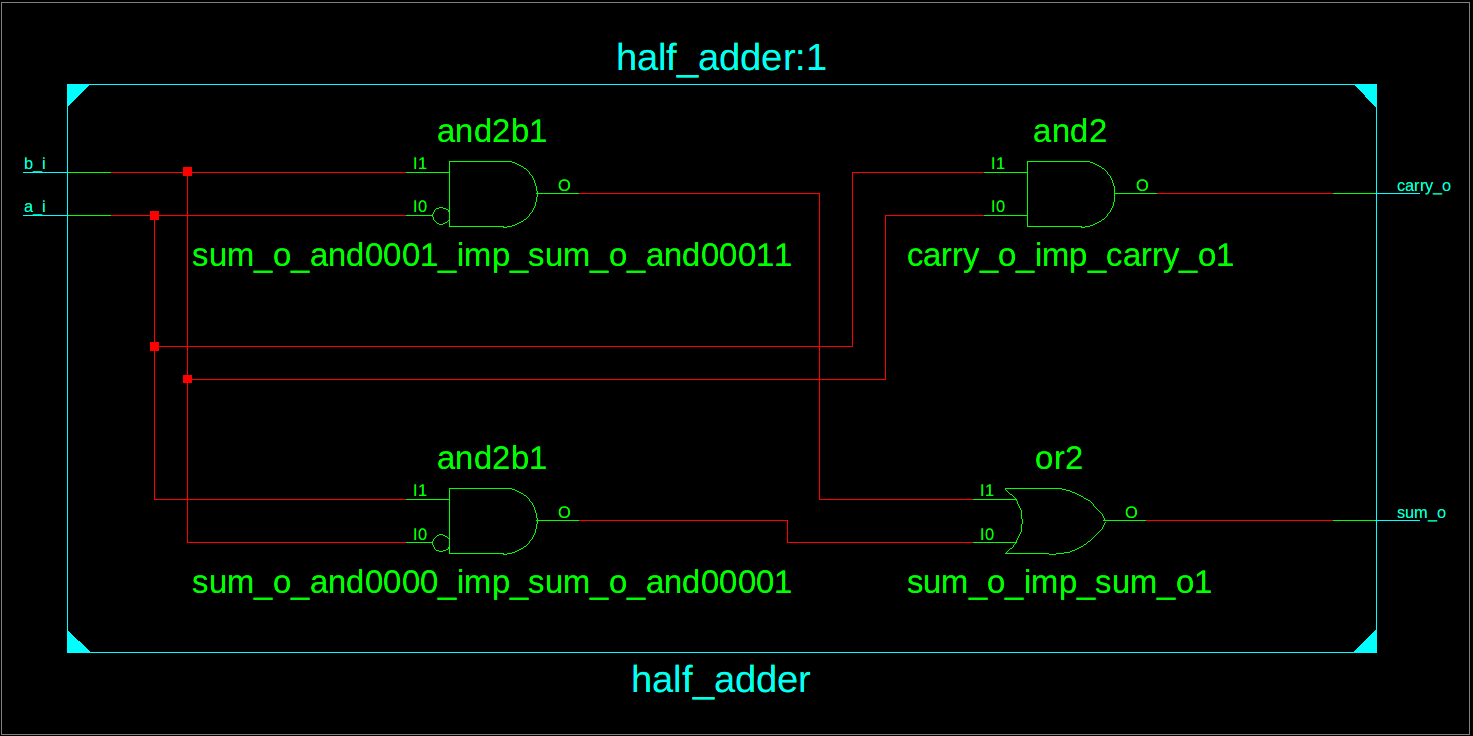 half_adder:1
and2b1
and2
b_i
I1
O
I1
O
carry_o
a_i
I0
I0
sum_o_and0001_imp_sum_o_and00011
carry_o_imp_carry_o1
and2b1
or2
I1
O
I1
O
sum_o
I0
I0
sum_o_and0000_imp_sum_o_and00001
sum_o_imp_sum_o1
half_adder